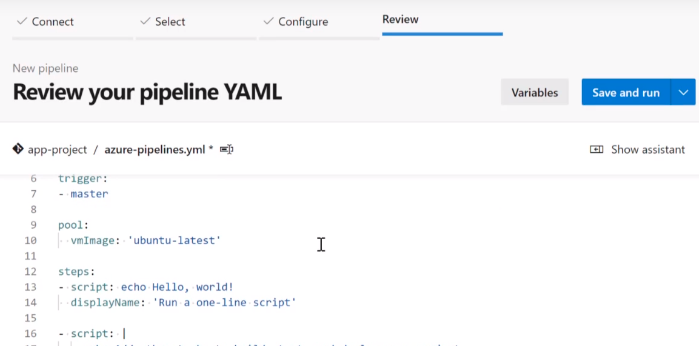 Connect Select Configure Review
New pipeline
Review your pipeline YAML
Variables Save and run
app-project / azure-pipelines.yml * Show assistant
6 trigger:
7 - master
8
9 pool:
10 vmImage: 'ubuntu-latest'
11
12 steps:
13 - script: echo Hello, world!
14 displayName: 'Run a one-line script'
15
16 - script: |